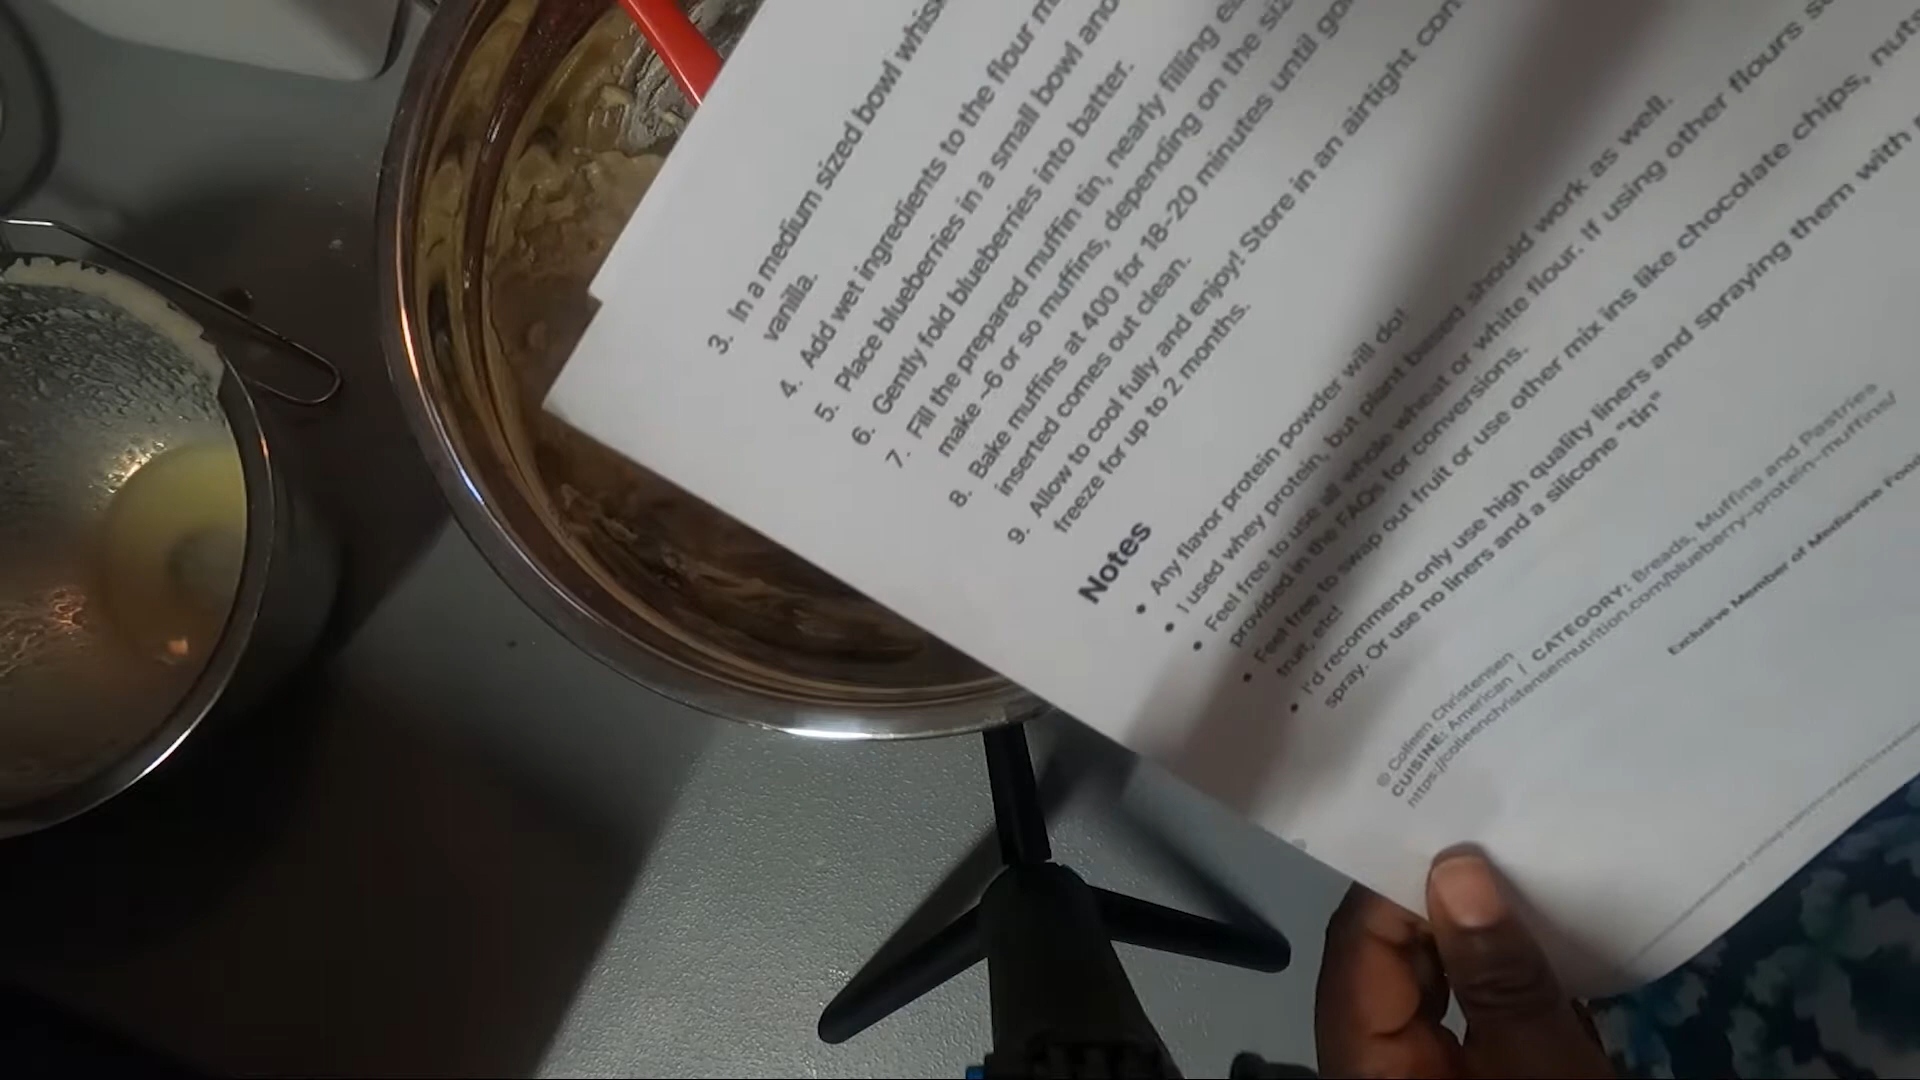 3. In a medium sized bowl
vanilla.
4. Add wet ingredients to the flour
5. Place blueberries in a small bowl and
6. Gently fold blueberries into batter.
7. Fill the prepared muffin tin, nearly filling
make ~6 or so muffins, depending on the
8. Bake muffins at 400 for 18-20 minutes until
inserted comes out clean.
9. Allow to cool fully and enjoy! Store in an airtight
freeze for up to 2 months.
Notes
• Any flavor protein powder will do!
• I used whey protein, but plant based should work as well.
• Feel free to use all whole wheat or white flour. If using other flours
provided in the FAQs for conversions.
• Feel free to swap out fruit or use other mix ins like chocolate chips, nuts
fruit, etc!
• I'd recommend only use high quality liners and spraying them with
spray. Or use no liners and a silicone "tin"
© Colleen Christensen
CUISINE: American | CATEGORY: Breads, Muffins and Pastries
https://colleenchristensennutrition.com/blueberry-protein-muffins/
Exclusive Member of Mediavine